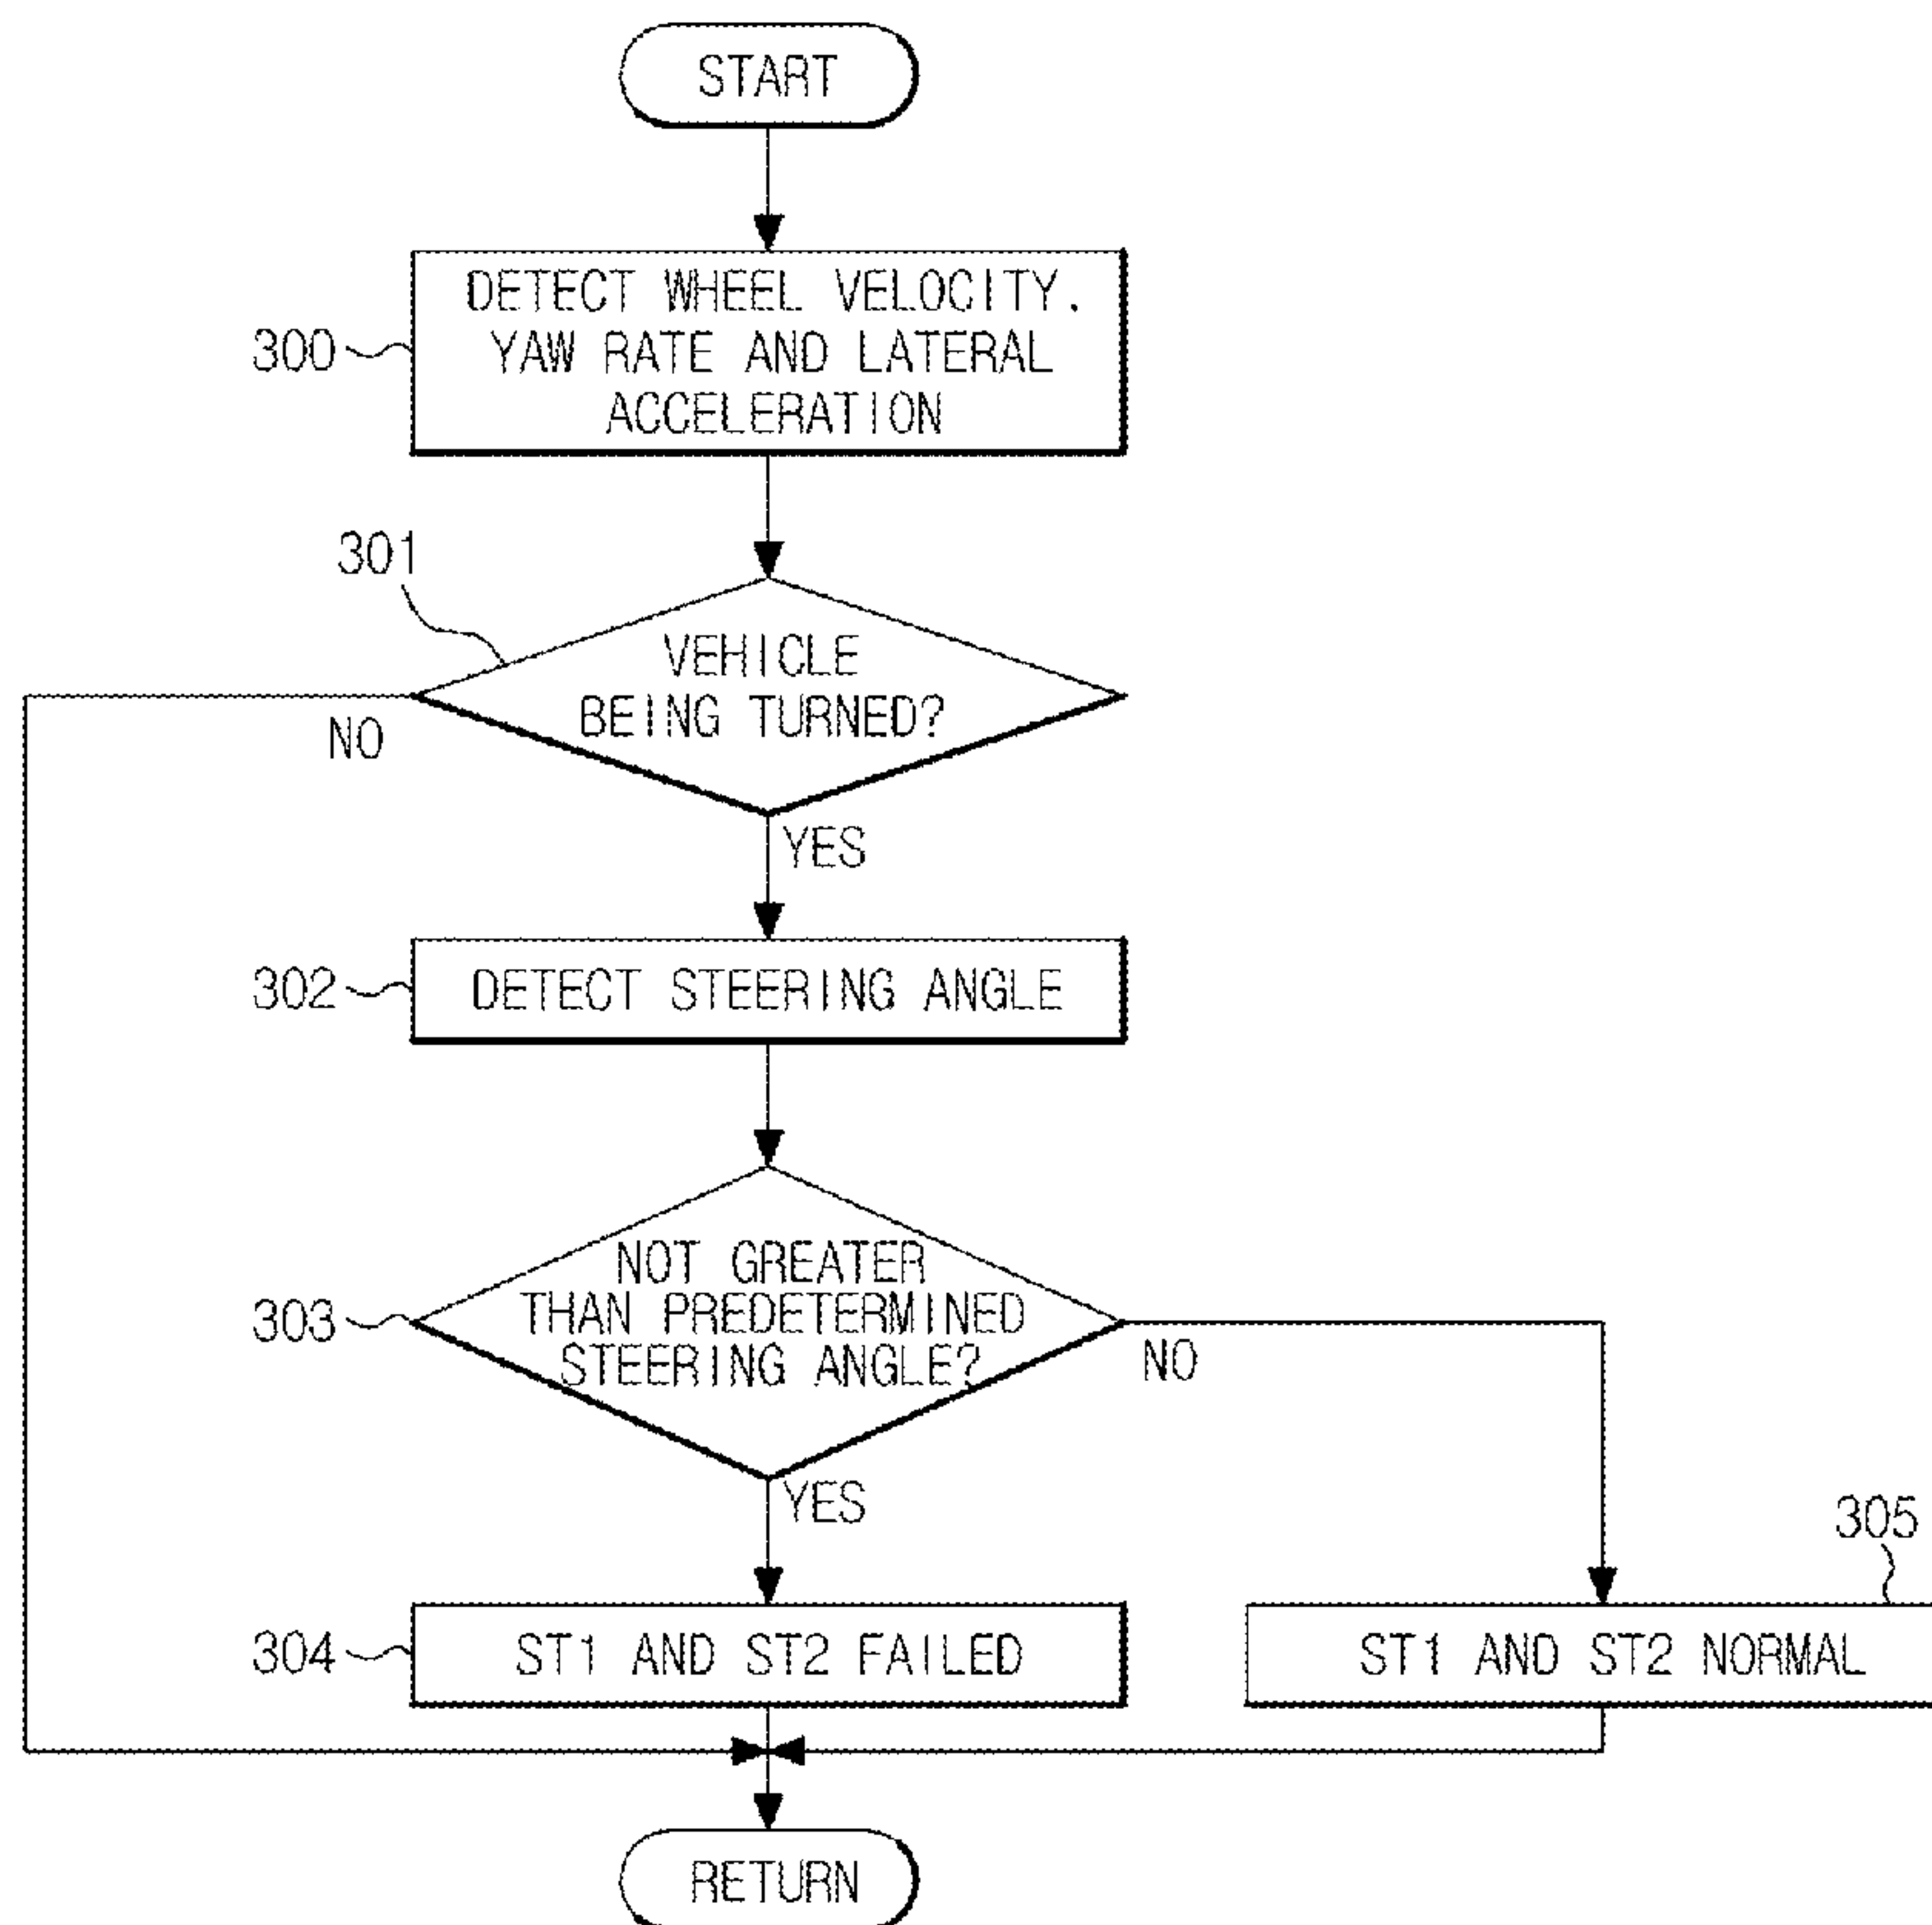 START
DETECT WHEEL VELOCITY.
YAW RATE AND LATERAL
ACCELERATION
300
301
VEHICLE
BEING TURNED?
NO
YES
302
DETECT STEERING ANGLE
303
NOT GREATER
THAN PREDETERMINED
STEERING ANGLE?
NO
YES
305
304
ST1 AND ST2 FAILED
ST1 AND ST2 NORMAL
RETURN